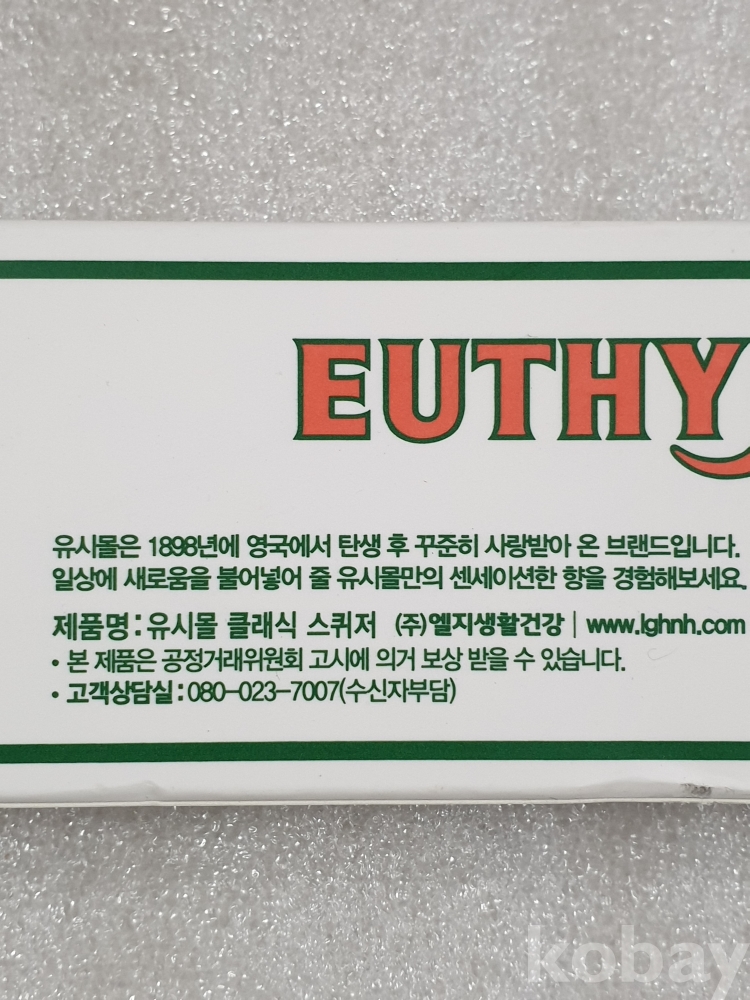 EUTHY
유시몰은 1898년에 영국에서 탄생 후 꾸준히 사랑받아 온 브랜드입니다.
일상에 새로움을 불어넣어 줄 유시몰만의 센세이션한 향을 경험해보세요.
제품명 : 유시몰 클래식 스퀴저 (주)엘지생활건강 | www.lghnh.com
• 본 제품은 공정거래위원회 고시에 의거 보상 받을 수 있습니다.
• 고객상담실 : 080-023-7007(수신자부담)
kobay